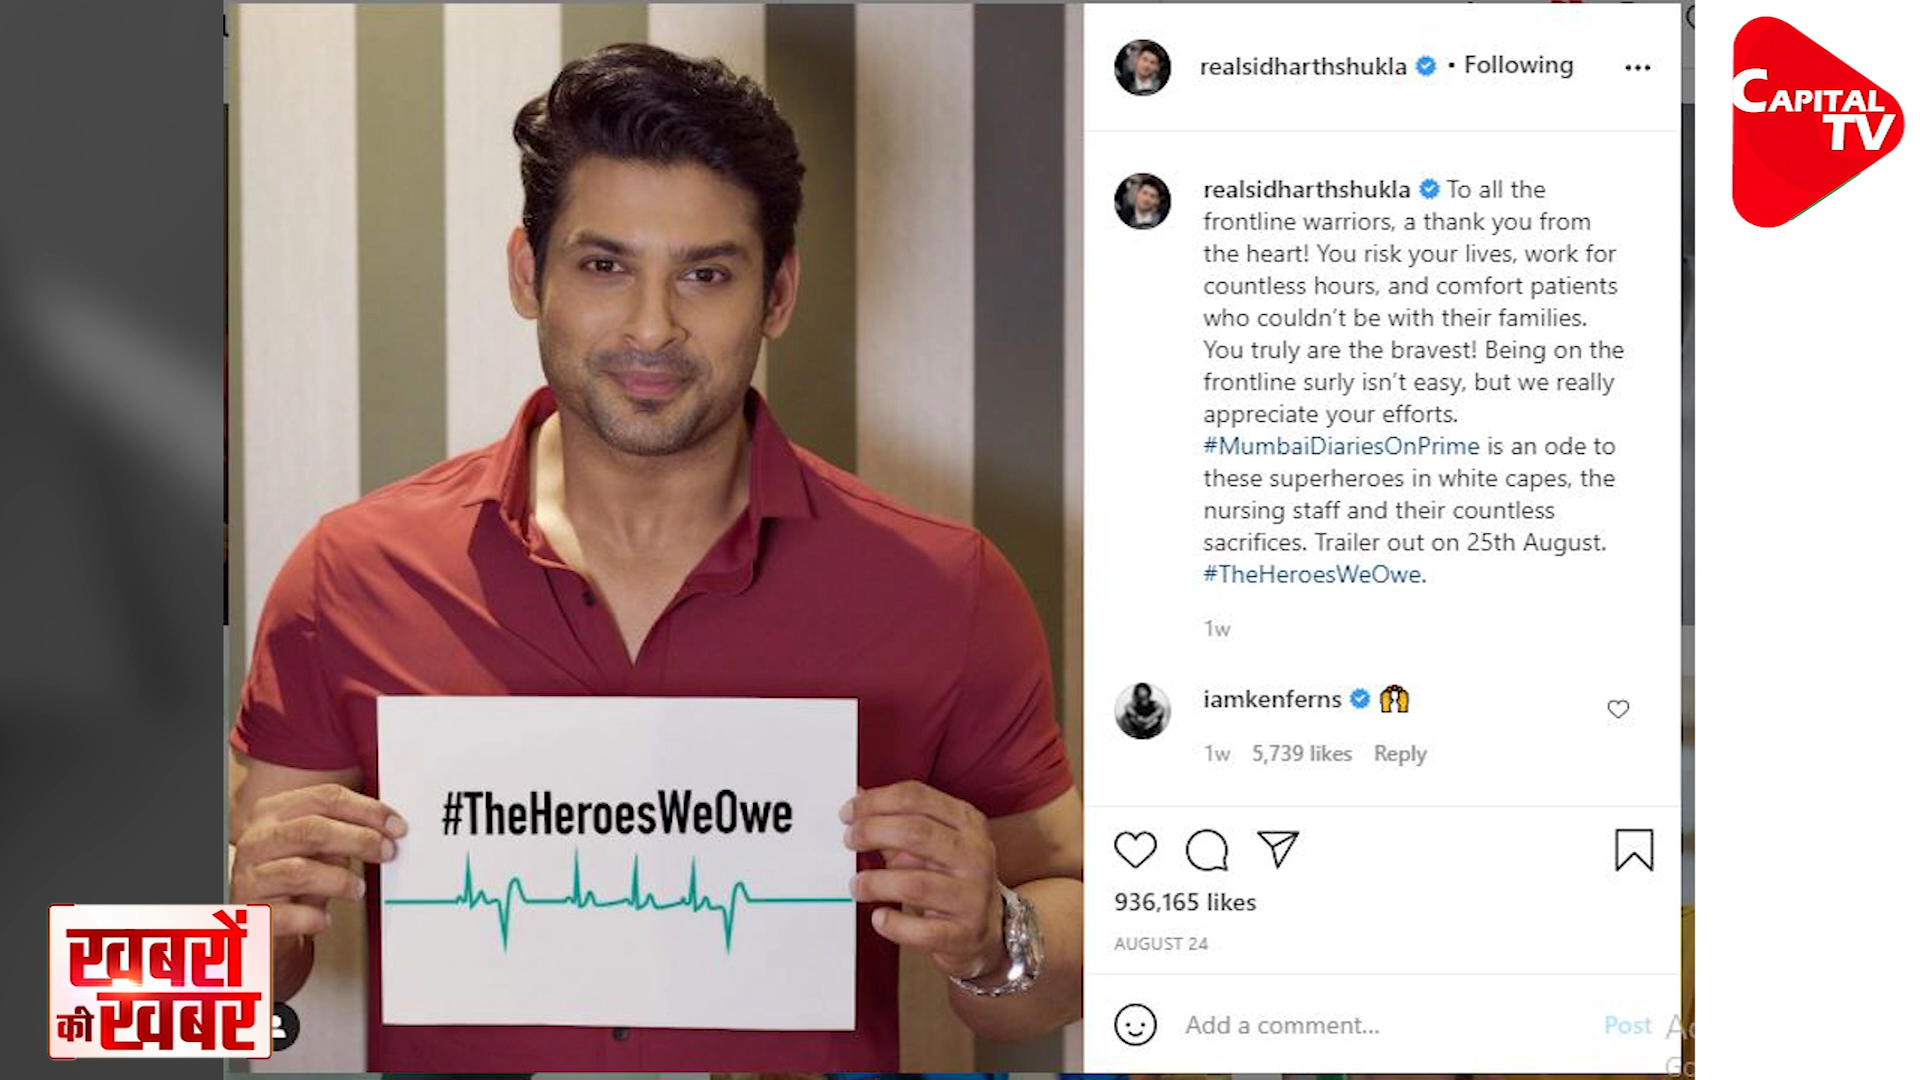 realsidharthshukla • Following
CAPITAL
TV
realsidharthshukla To all the
frontline warriors, a thank you from
the heart! You risk your lives, work for
countless hours, and comfort patients
who couldn't be with their families.
You truly are the bravest! Being on the
frontline surly isn't easy, but we really
appreciate your efforts.
#MumbaiDiariesOnPrime is an ode to
these superheroes in white capes, the
nursing staff and their countless
sacrifices. Trailer out on 25th August.
#TheHeroesWeOwe.
1w
iamkenferns
1w 5,739 likes Reply
#TheHeroesWeOwe
936,165 likes
AUGUST 24
Add a comment... Post
खबरों
की खबर